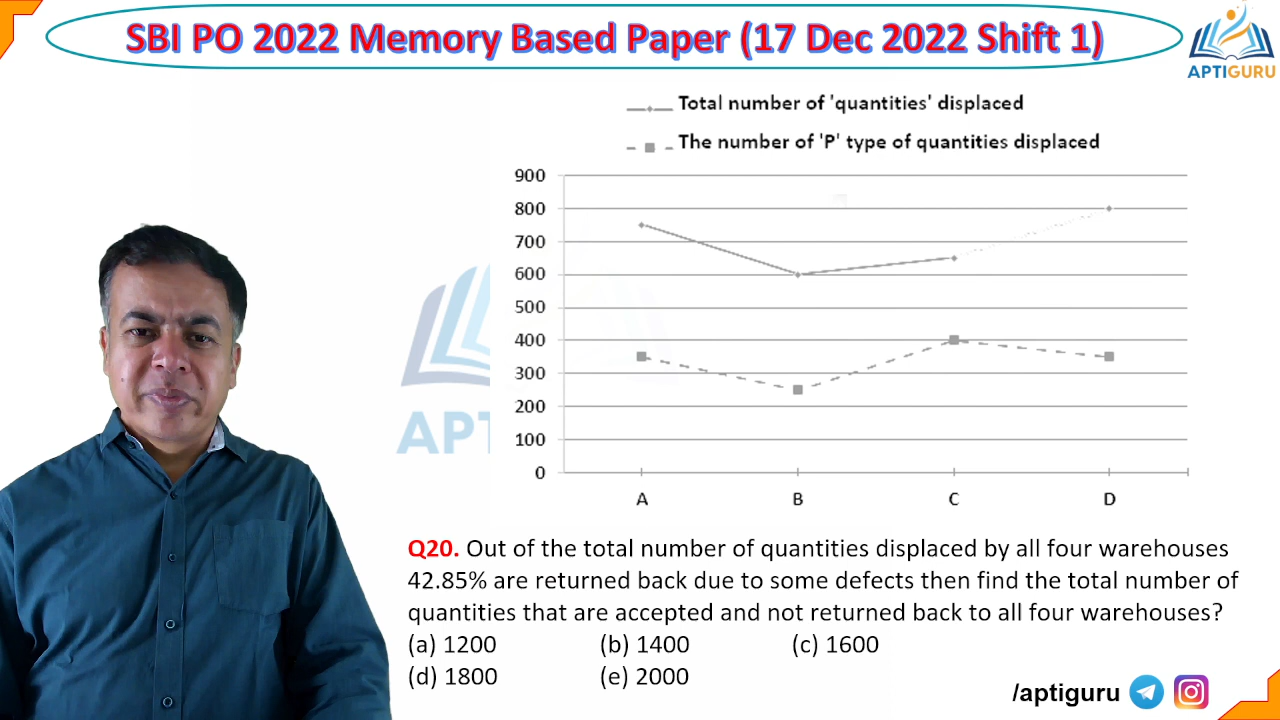 SBI PO 2022 Memory Based Paper (17 Dec 2022 Shift 1)
APTIGURU
Total number of 'quantities' displaced
The number of 'P' type of quantities displaced
900
800
700
600
500
400
300
200
100
0
A B C D
APT
Q20. Out of the total number of quantities displaced by all four warehouses
42.85% are returned back due to some defects then find the total number of
quantities that are accepted and not returned back to all four warehouses?
(a) 1200 (b) 1400 (c) 1600
(d) 1800 (e) 2000
/aptiguru